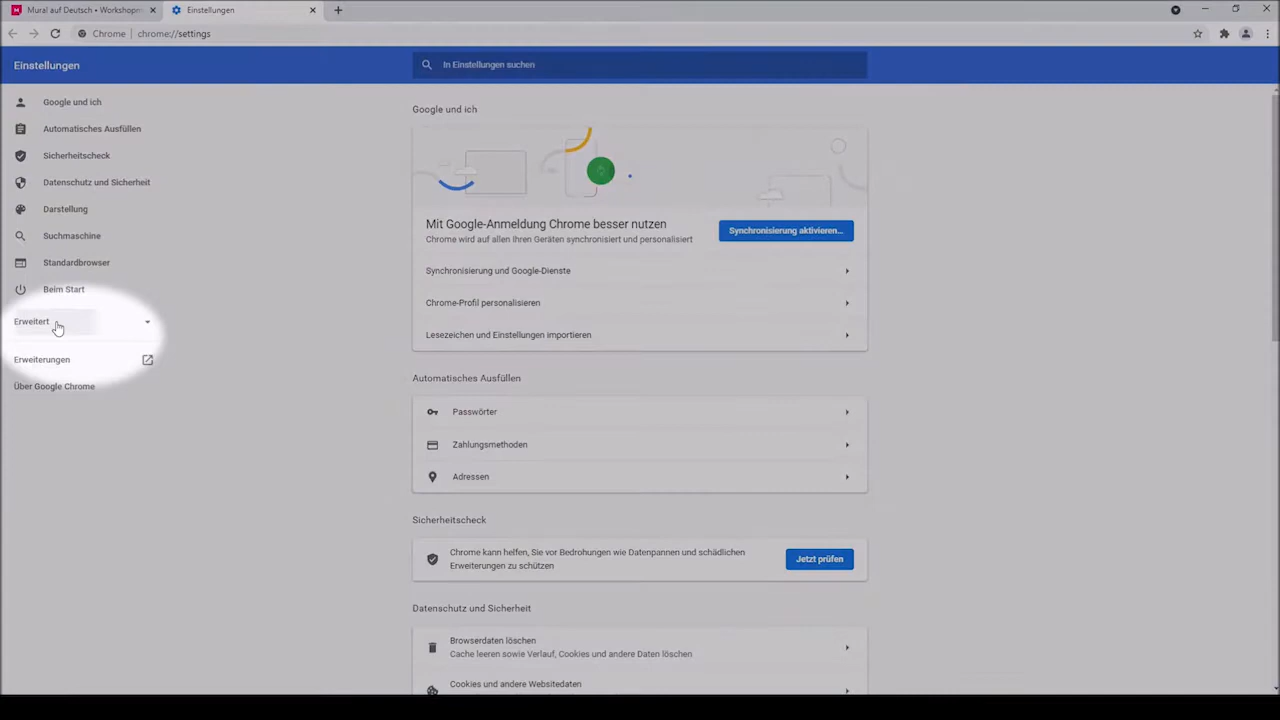 Mural auf Deutsch • Workshopm
Einstellungen
Chrome | chrome://settings
Einstellungen
In Einstellungen suchen
Google und ich
Automatisches Ausfüllen
Sicherheitscheck
Datenschutz und Sicherheit
Darstellung
Suchmaschine
Standardbrowser
Beim Start
Erweitert
Erweiterungen
Über Google Chrome
Google und ich
Mit Google-Anmeldung Chrome besser nutzen
Chrome wird auf allen Ihren Geräten synchronisiert und personalisiert
Synchronisierung aktivieren...
Synchronisierung und Google-Dienste
Chrome-Profil personalisieren
Lesezeichen und Einstellungen importieren
Automatisches Ausfüllen
Passwörter
Zahlungsmethoden
Adressen
Sicherheitscheck
Chrome kann helfen, Sie vor Bedrohungen wie Datenpannen und schädlichen
Erweiterungen zu schützen
Jetzt prüfen
Datenschutz und Sicherheit
Browserdaten löschen
Cache leeren sowie Verlauf, Cookies und andere Daten löschen
Cookies und andere Websitedaten